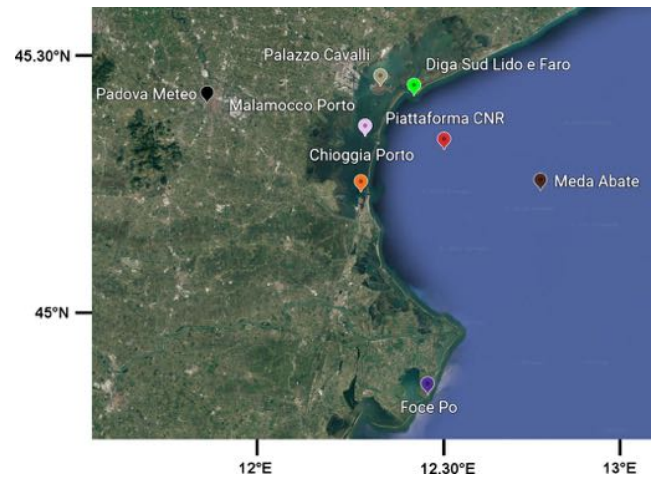 45.30°N
Palazzo Cavalli
Diga Sud Lido e Faro
Padova Meteo
Malamocco Porto
Piattaforma CNR
Chioggia Porto
Meda Abate
45°N
Foce Po
12°E
12.30°E
13°E